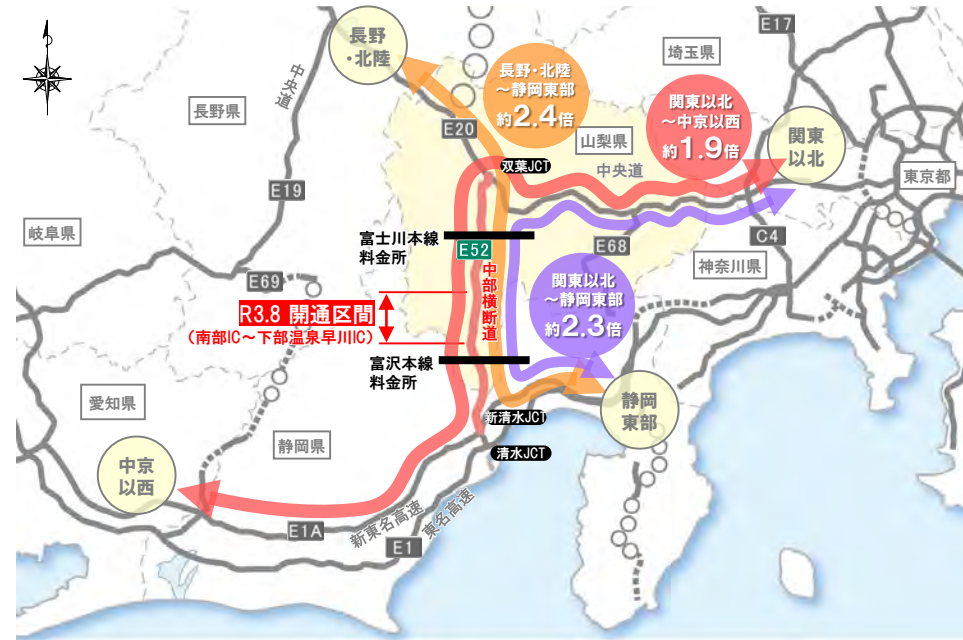 長野
・北陸
埼玉県
E17
中央道
長野県
長野・北陸
～静岡東部
約2.4倍
関東以北
～中京以西
約1.9倍
E20
山梨県
関東
以北
双葉JCT
中央道
東京都
E19
岐阜県
富士川本線
料金所
E52
E68
C4
神奈川県
E69
中部横断道
関東以北
～静岡東部
約2.3倍
R3.8 開通区間
（南部IC～下部温泉早川IC）
富沢本線
料金所
愛知県
静岡
東部
新清水JCT
静岡県
清水JCT
中京
以西
E1A
新東名高速
東名高速
E1